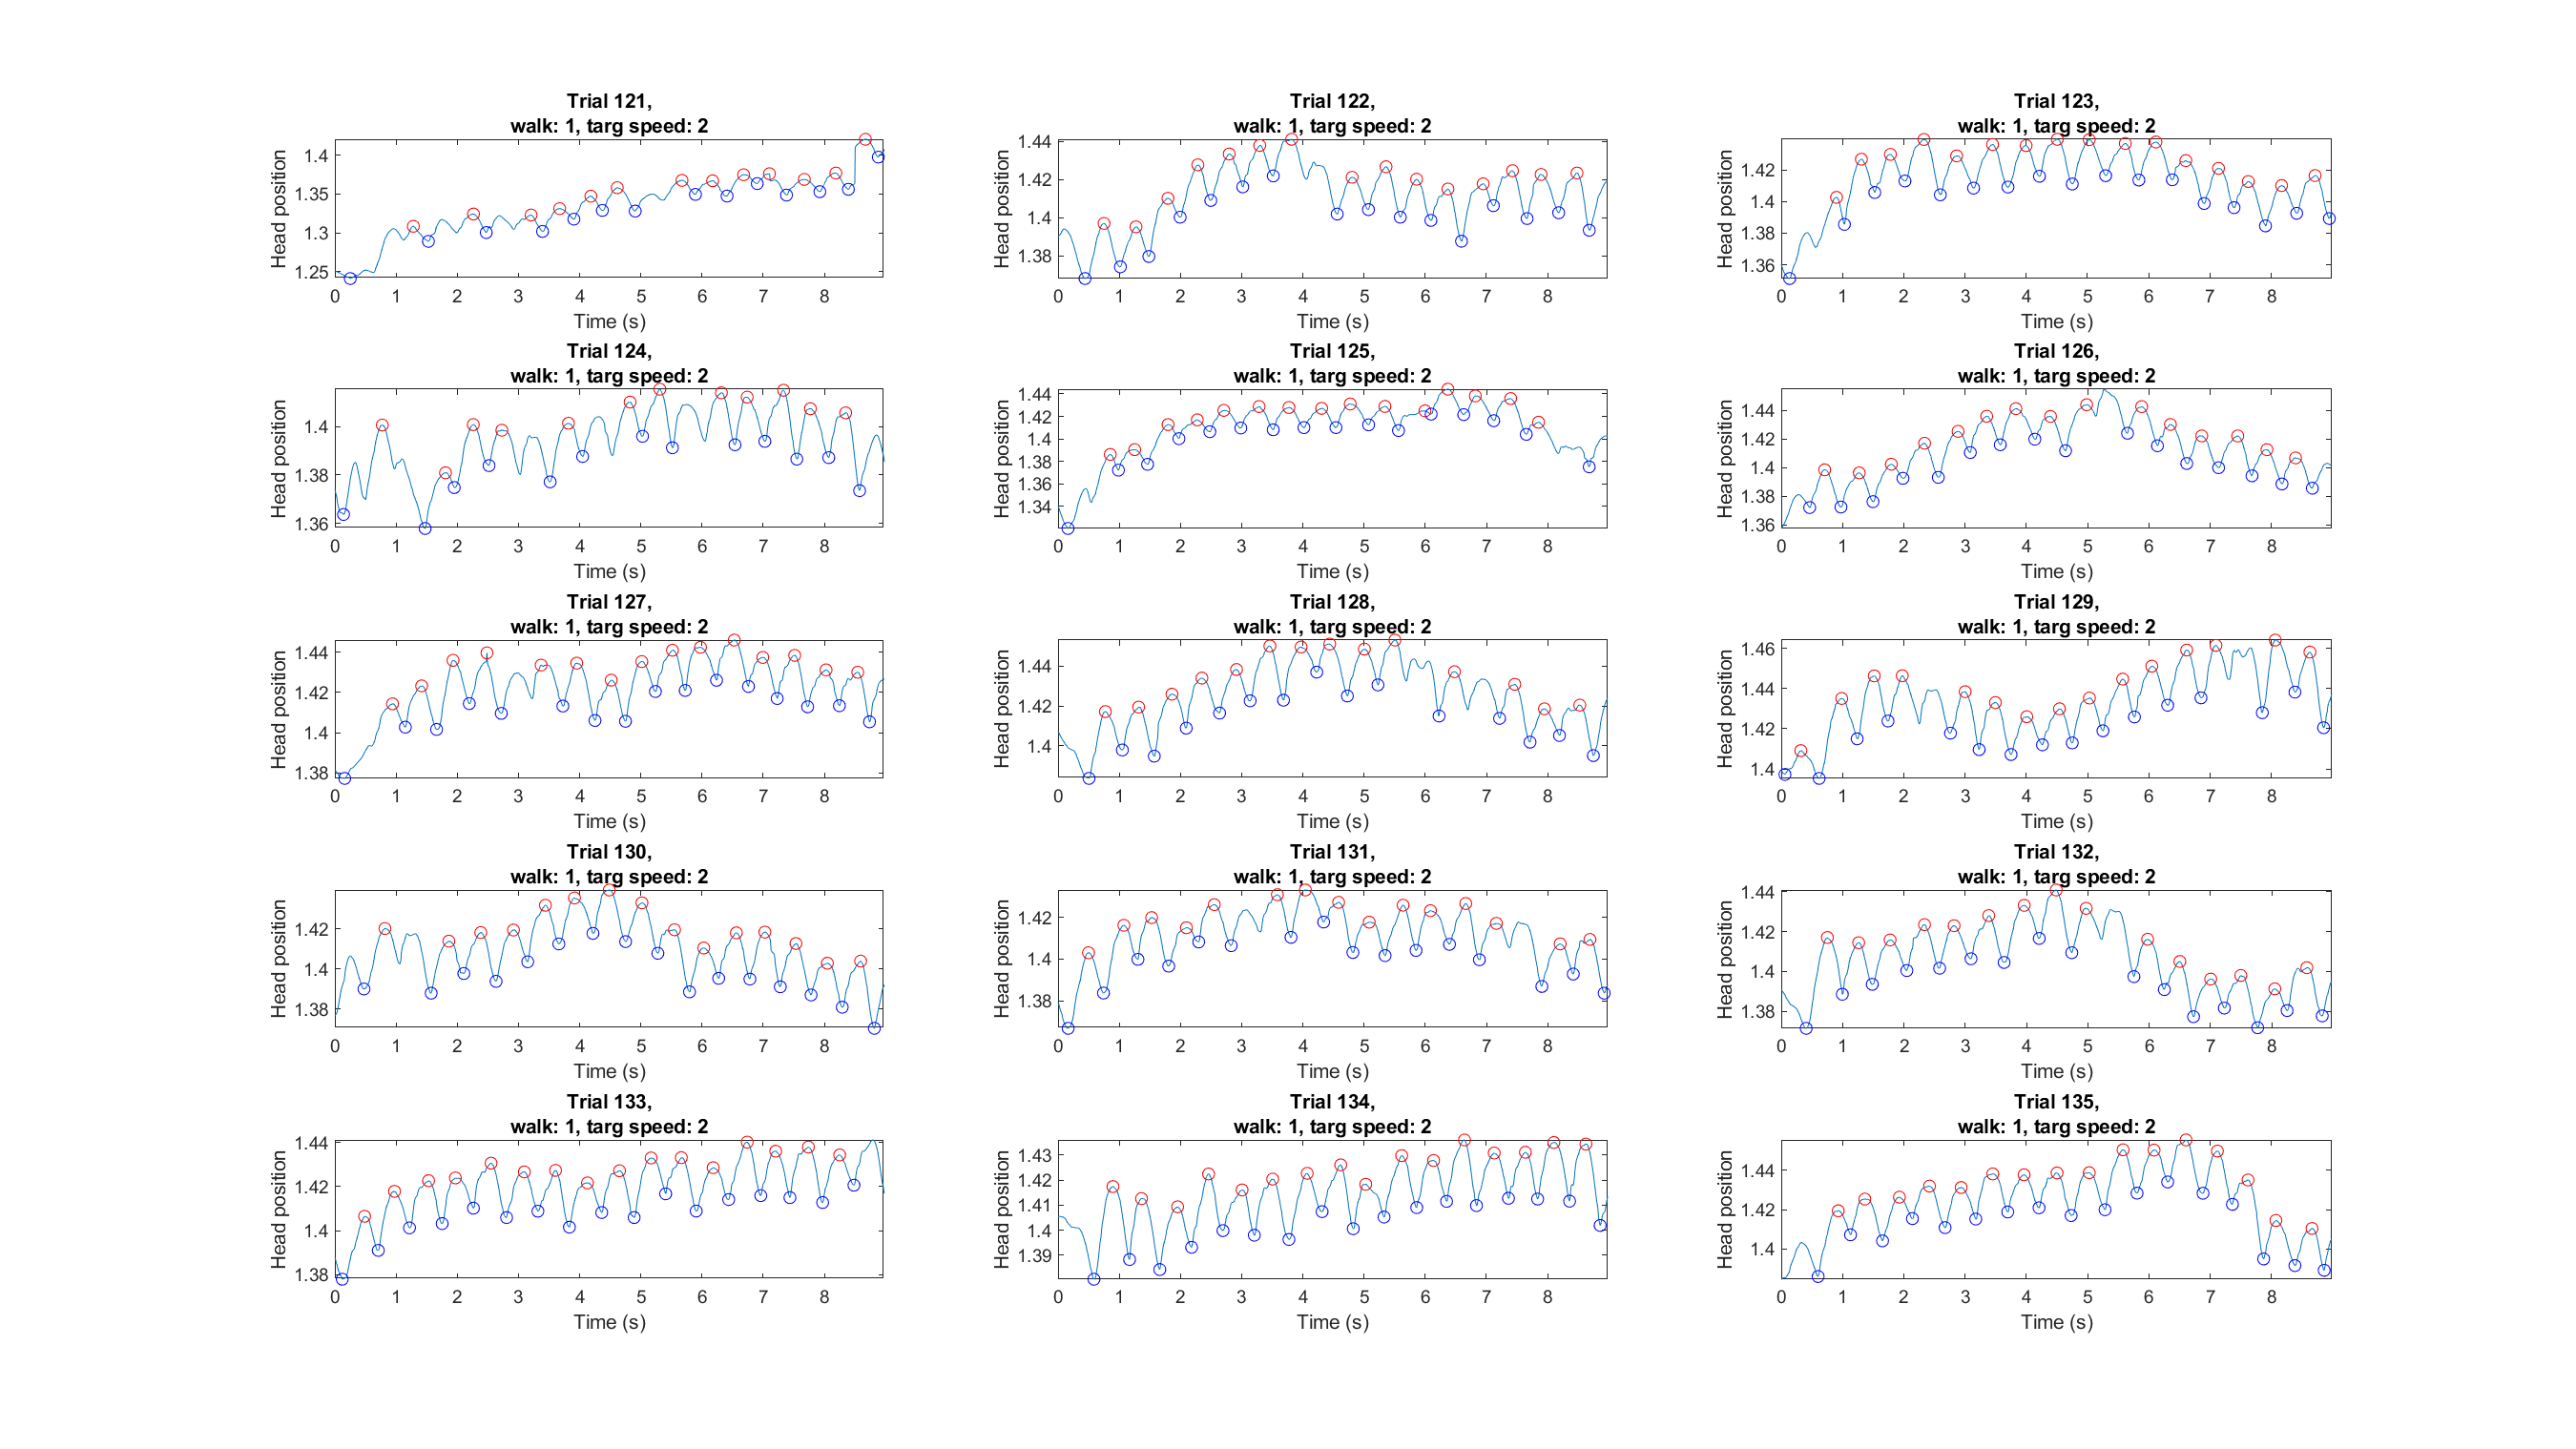 Trial 121,
walk: 1, targ speed: 2
Head position
1.4
1.35
1.3
1.25
0 1 2 3 4 5 6 7 8
Time (s)
Trial 122,
walk: 1, targ speed: 2
Head position
1.44
1.42
1.4
1.38
0 1 2 3 4 5 6 7 8
Time (s)
Trial 123,
walk: 1, targ speed: 2
Head position
1.42
1.4
1.38
1.36
0 1 2 3 4 5 6 7 8
Time (s)
Trial 124,
walk: 1, targ speed: 2
Head position
1.4
1.38
1.36
0 1 2 3 4 5 6 7 8
Time (s)
Trial 125,
walk: 1, targ speed: 2
Head position
1.44
1.42
1.4
1.38
1.36
1.34
0 1 2 3 4 5 6 7 8
Time (s)
Trial 126,
walk: 1, targ speed: 2
Head position
1.44
1.42
1.4
1.38
1.36
0 1 2 3 4 5 6 7 8
Time (s)
Trial 127,
walk: 1, targ speed: 2
Head position
1.44
1.42
1.4
1.38
0 1 2 3 4 5 6 7 8
Time (s)
Trial 128,
walk: 1, targ speed: 2
Head position
1.44
1.42
1.4
0 1 2 3 4 5 6 7 8
Time (s)
Trial 129,
walk: 1, targ speed: 2
Head position
1.46
1.44
1.42
1.4
0 1 2 3 4 5 6 7 8
Time (s)
Trial 130,
walk: 1, targ speed: 2
Head position
1.42
1.4
1.38
0 1 2 3 4 5 6 7 8
Time (s)
Trial 131,
walk: 1, targ speed: 2
Head position
1.42
1.4
1.38
0 1 2 3 4 5 6 7 8
Time (s)
Trial 132,
walk: 1, targ speed: 2
Head position
1.44
1.42
1.4
1.38
0 1 2 3 4 5 6 7 8
Time (s)
Trial 133,
walk: 1, targ speed: 2
Head position
1.44
1.42
1.4
1.38
0 1 2 3 4 5 6 7 8
Time (s)
Trial 134,
walk: 1, targ speed: 2
Head position
1.43
1.42
1.41
1.4
1.39
0 1 2 3 4 5 6 7 8
Time (s)
Trial 135,
walk: 1, targ speed: 2
Head position
1.44
1.42
1.4
0 1 2 3 4 5 6 7 8
Time (s)